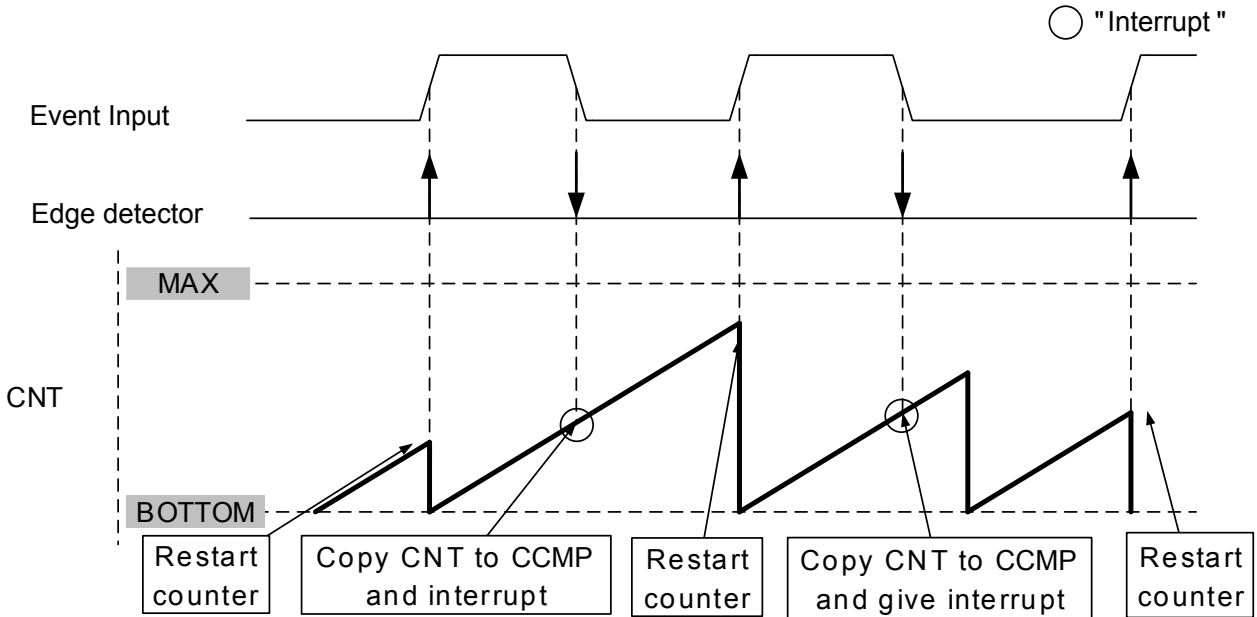 "Interrupt"
Event Input
Edge detector
MAX
CNT
BOTTOM
Restart
counter
Copy CNT to CCMP
and interrupt
Restart
counter
Copy CNT to CCMP
and give interrupt
Restart
counter